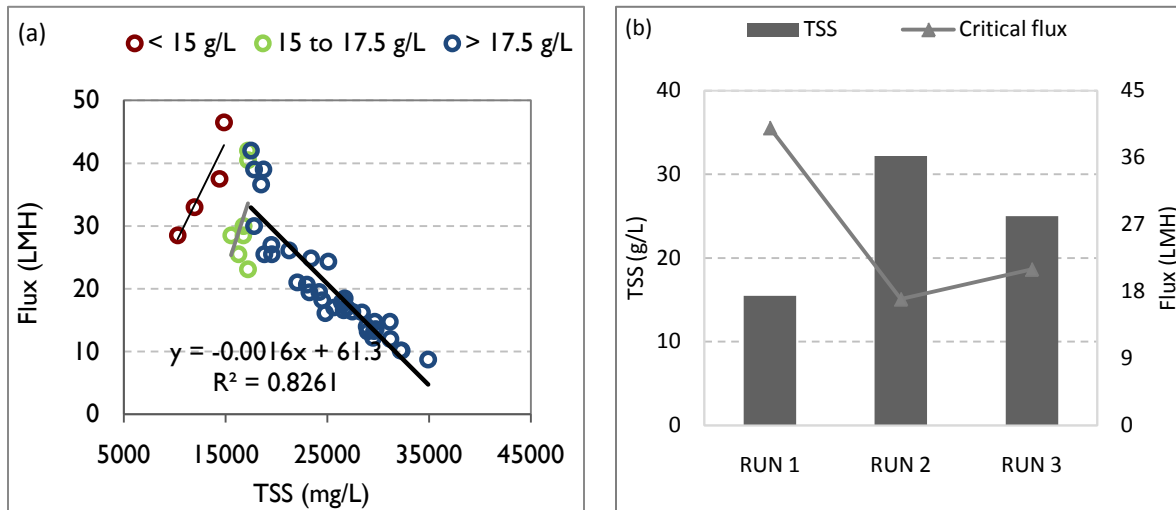 (a)
< 15 g/L 15 to 17.5 g/L > 17.5 g/L
50
40
30
20
10
0
Flux (LMH)
y = -0.0016x + 61.3
R² = 0.8261
5000 15000 25000 35000 45000
TSS (mg/L)
(b)
TSS Critical flux
40
30
20
10
0
TSS (g/L)
45
36
27
18
9
0
Flux (LMH)
RUN 1 RUN 2 RUN 3